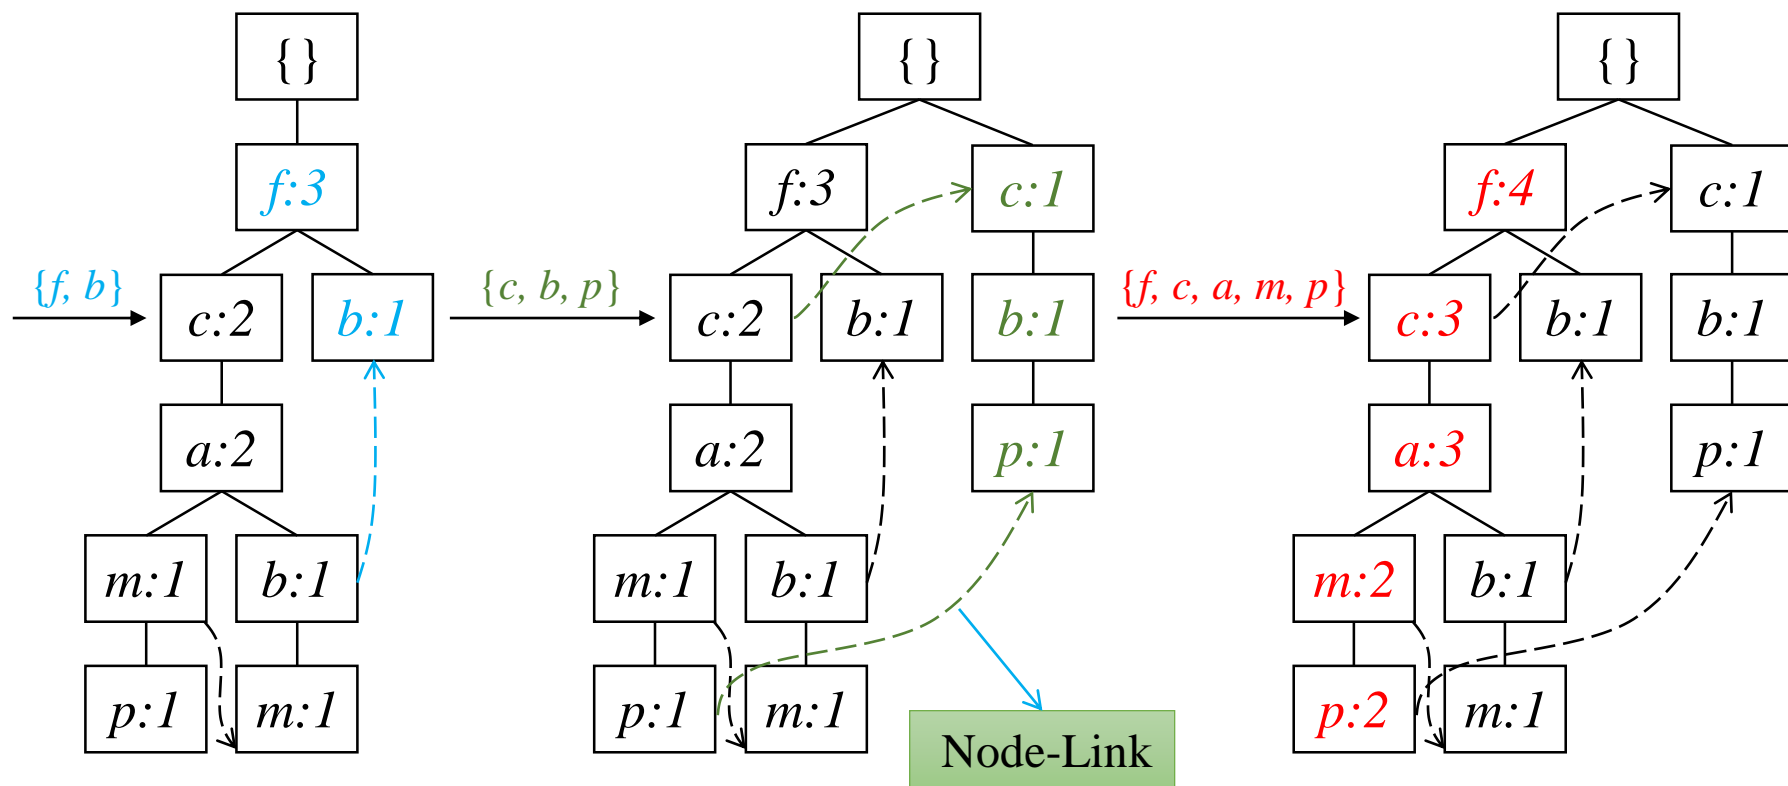 {}
{}
{}
f:3
f:3
c:1
f:4
c:1
{f, b}
{c, b, p}
{f, c, a, m, p}
c:2
b:1
c:2
b:1
b:1
c:3
b:1
b:1
a:2
a:2
p:1
a:3
p:1
m:1
b:1
m:1
b:1
m:2
b:1
p:1
m:1
p:1
m:1
p:2
m:1
Node-Link